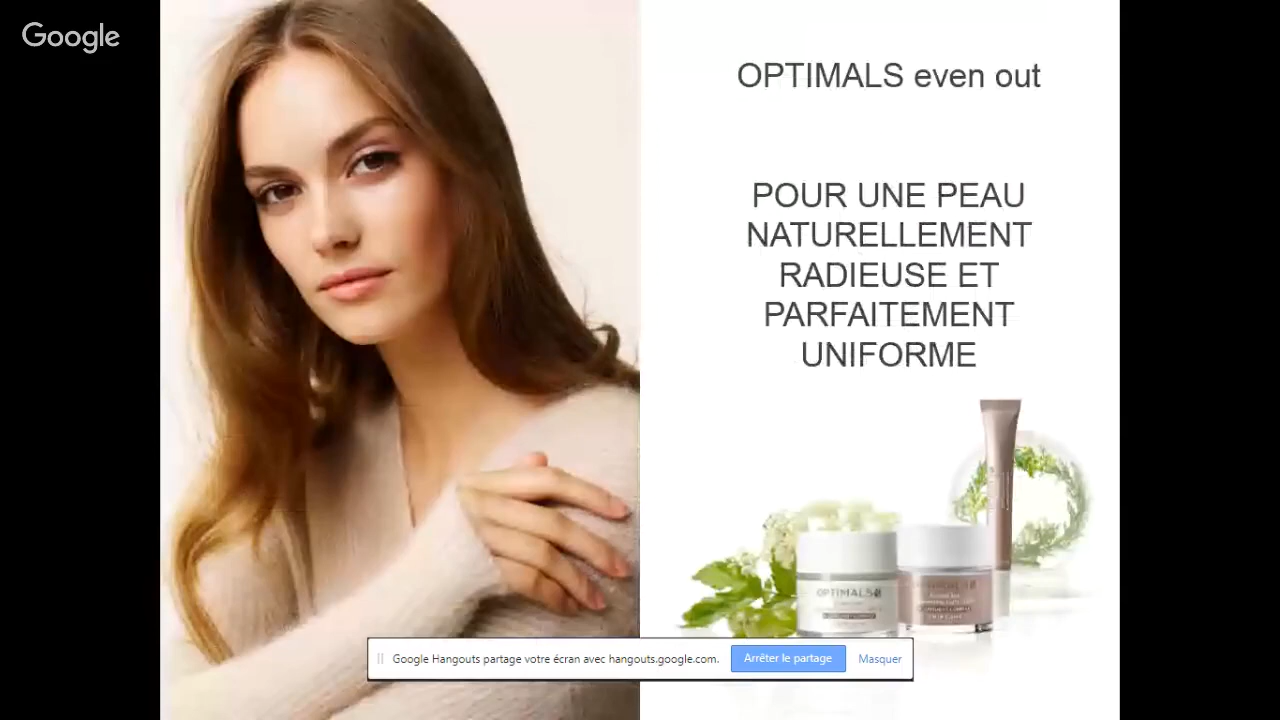 Google
OPTIMALS even out
POUR UNE PEAU
NATURELLEMENT
RADIEUSE ET
PARFAITEMENT
UNIFORME
OPTIMALS
Google Hangouts partage votre écran avec hangouts.google.com.
Arrêter le partage
Masquer